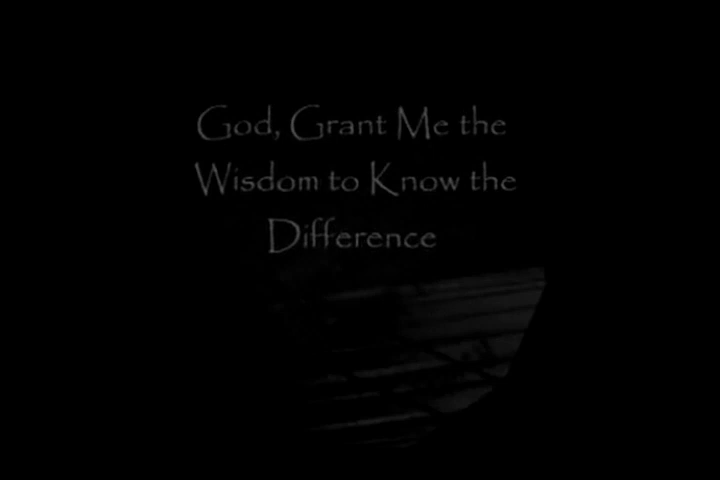 God, Grant Me the
Wisdom to Know the
Difference